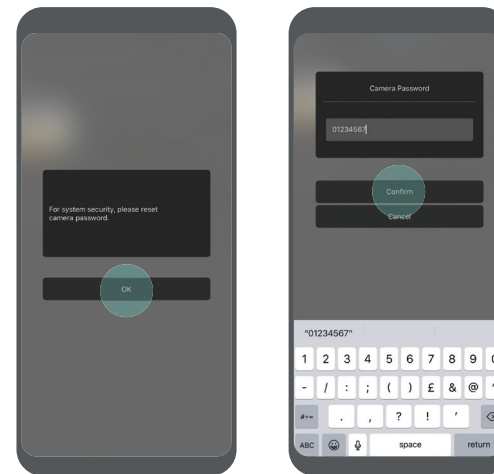 For system security, please reset
camera password.
OK
Camera Password
01234567
Confirm
Cancel
"01234567"
1 2 3 4 5 6 7 8 9 0
- / : ; ( ) £ & @ "
#+= . , ? ! '
ABC space return